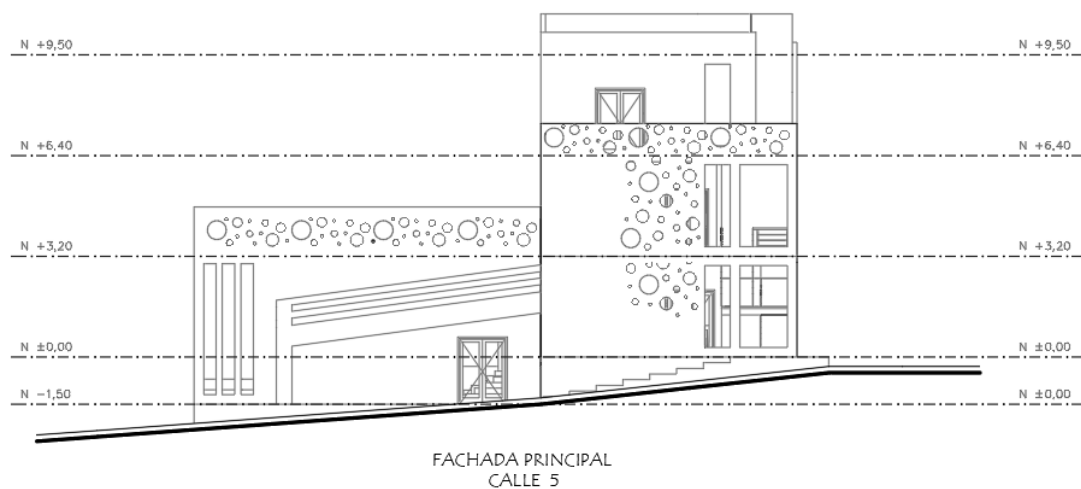 N +9,50 N +9,50
N +6,40 N +6,40
N +3,20 N +3,20
N ±0,00 N ±0,00
N -1,50 N ±0,00
FACHADA PRINCIPAL
CALLE 5